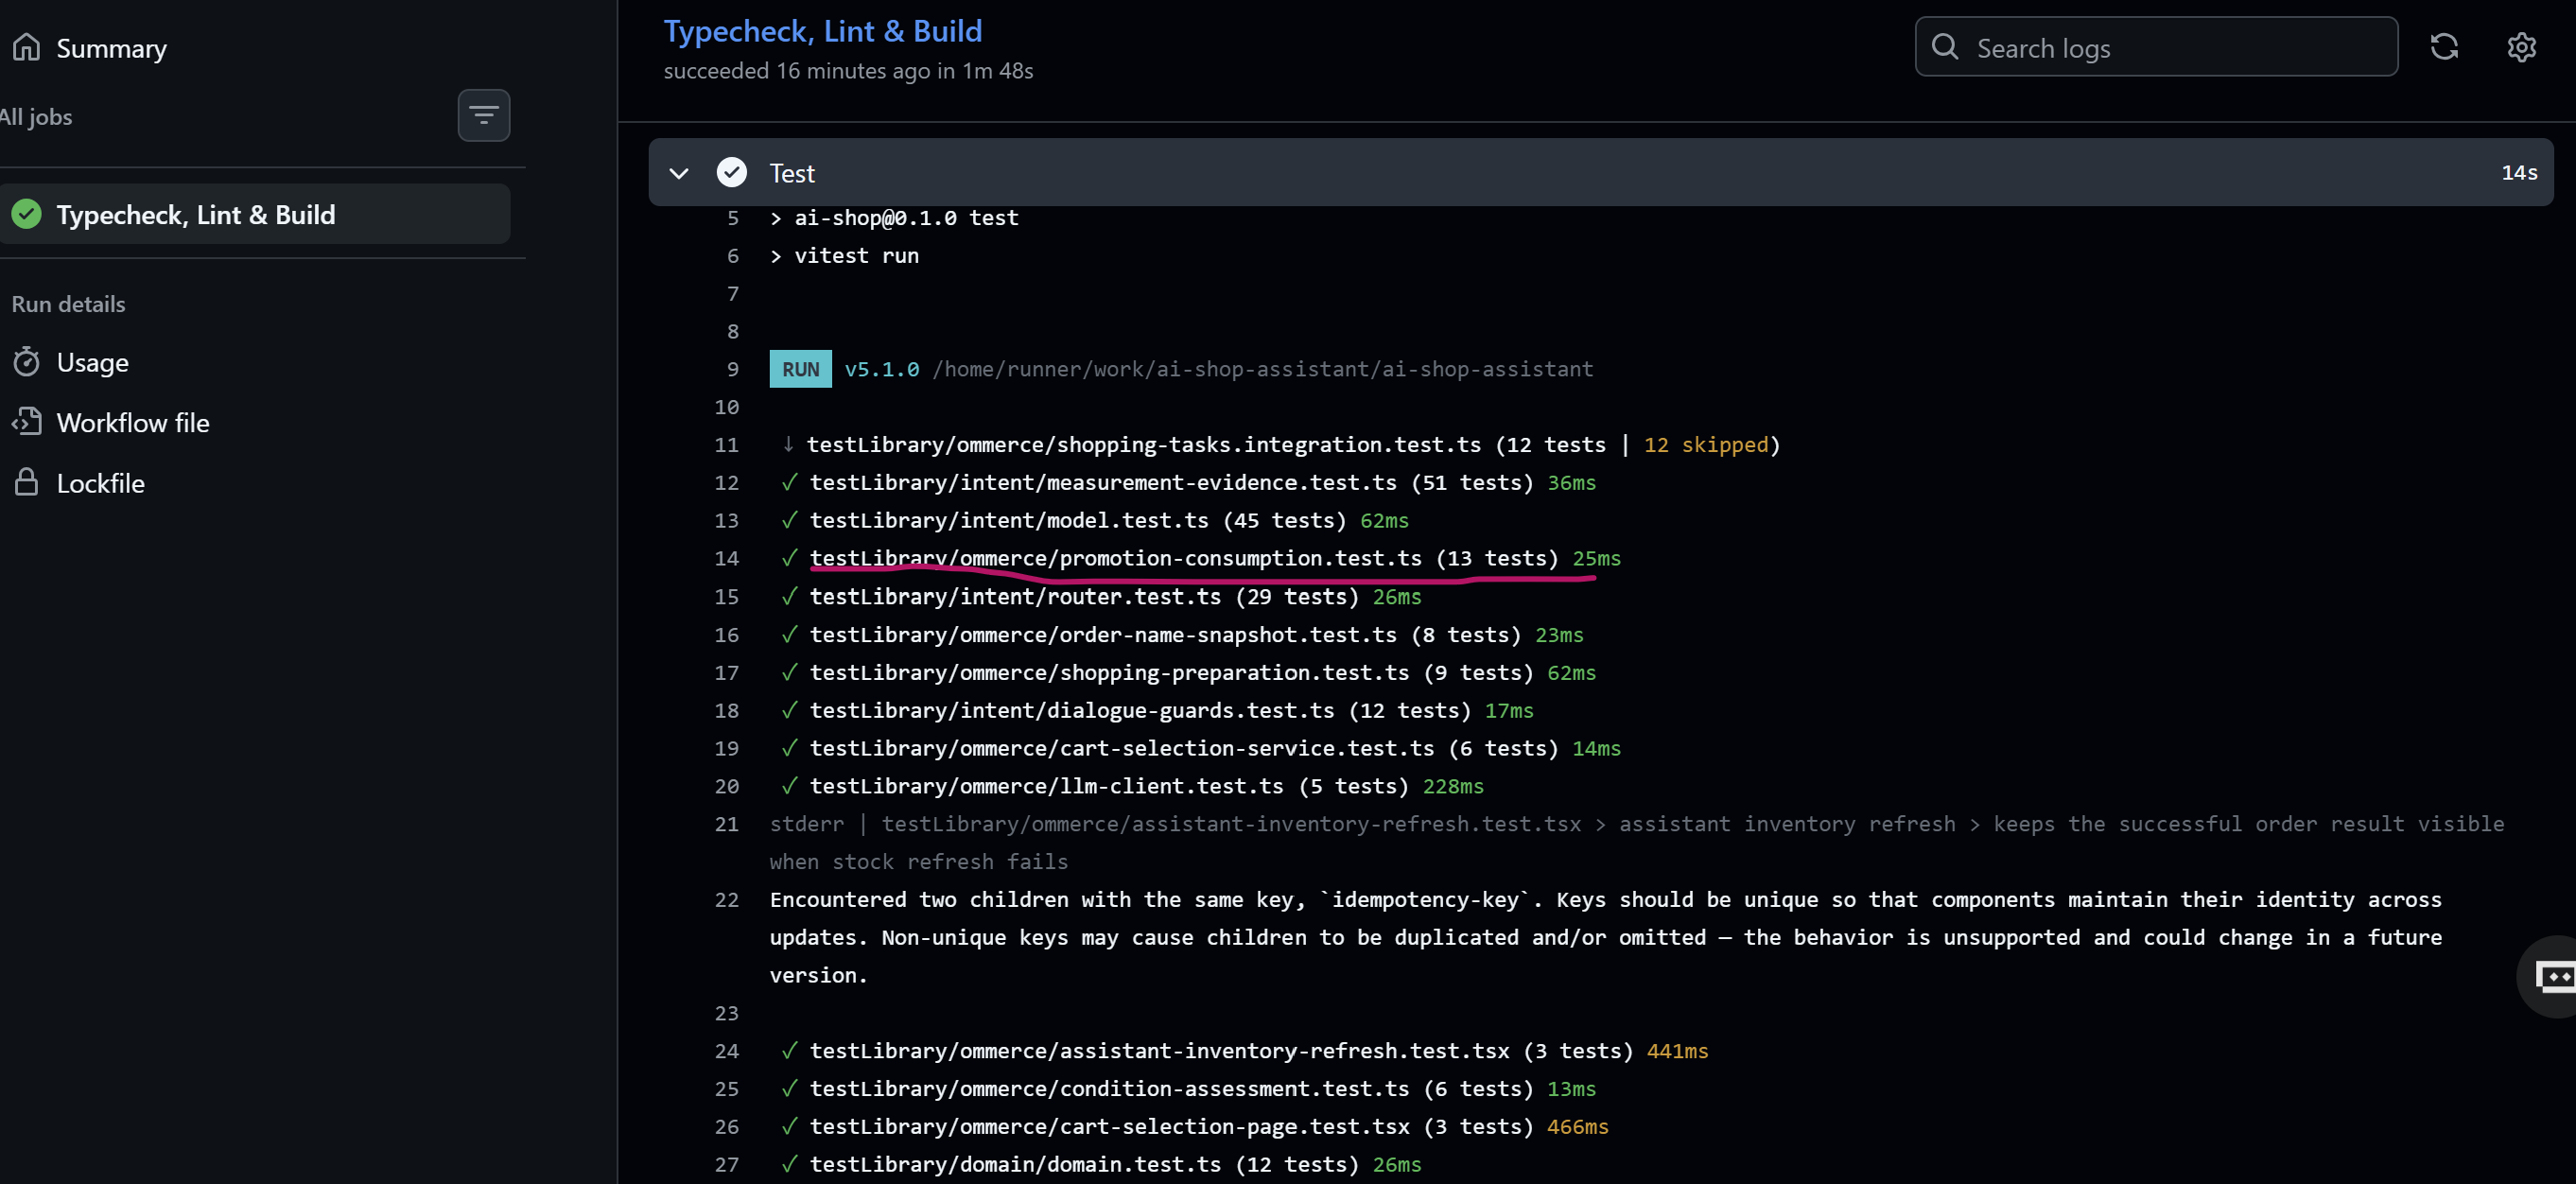 Summary
All jobs
Typecheck, Lint & Build
Run details
Usage
Workflow file
Lockfile
Typecheck, Lint & Build
succeeded 16 minutes ago in 1m 48s
Search logs
Test 14s
5 > ai-shop@0.1.0 test
6 > vitest run
7
8
9 RUN v5.1.0 /home/runner/work/ai-shop-assistant/ai-shop-assistant
10
11 ↓ testLibrary/ommerce/shopping-tasks.integration.test.ts (12 tests | 12 skipped)
12 ✓ testLibrary/intent/measurement-evidence.test.ts (51 tests) 36ms
13 ✓ testLibrary/intent/model.test.ts (45 tests) 62ms
14 ✓ testLibrary/ommerce/promotion-consumption.test.ts (13 tests) 25ms
15 ✓ testLibrary/intent/router.test.ts (29 tests) 26ms
16 ✓ testLibrary/ommerce/order-name-snapshot.test.ts (8 tests) 23ms
17 ✓ testLibrary/ommerce/shopping-preparation.test.ts (9 tests) 62ms
18 ✓ testLibrary/intent/dialogue-guards.test.ts (12 tests) 17ms
19 ✓ testLibrary/ommerce/cart-selection-service.test.ts (6 tests) 14ms
20 ✓ testLibrary/ommerce/llm-client.test.ts (5 tests) 228ms
21 stderr | testLibrary/ommerce/assistant-inventory-refresh.test.tsx > assistant inventory refresh > keeps the successful order result visible
when stock refresh fails
22 Encountered two children with the same key, `idempotency-key`. Keys should be unique so that components maintain their identity across
updates. Non-unique keys may cause children to be duplicated and/or omitted — the behavior is unsupported and could change in a future
version.
23
24 ✓ testLibrary/ommerce/assistant-inventory-refresh.test.tsx (3 tests) 441ms
25 ✓ testLibrary/ommerce/condition-assessment.test.ts (6 tests) 13ms
26 ✓ testLibrary/ommerce/cart-selection-page.test.tsx (3 tests) 466ms
27 ✓ testLibrary/domain/domain.test.ts (12 tests) 26ms